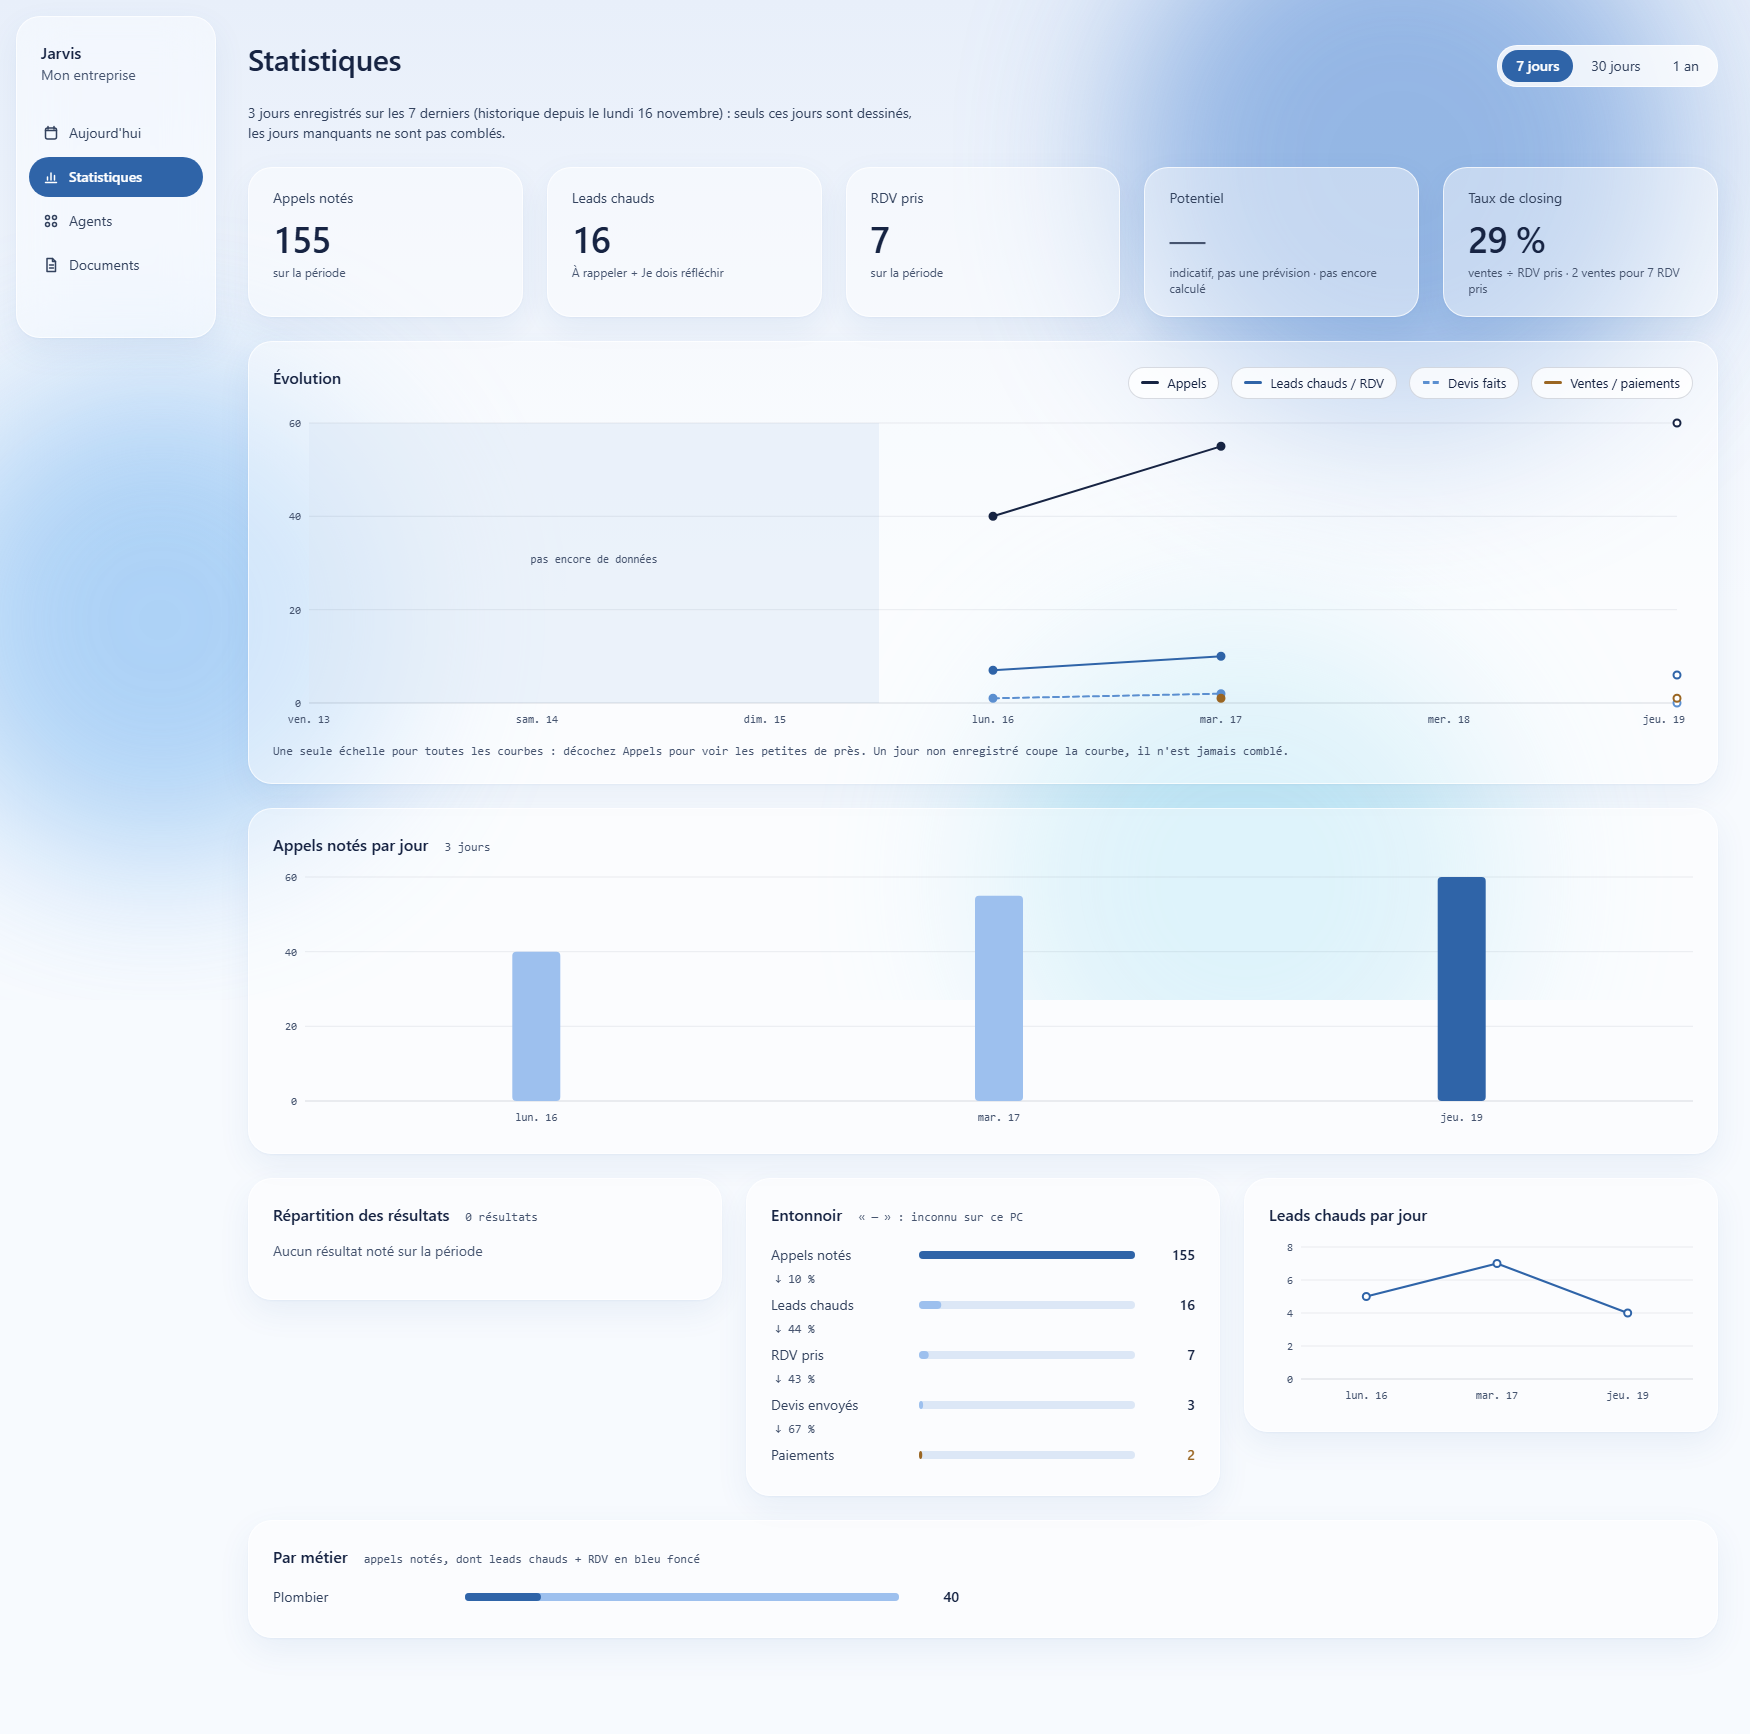 Jarvis
Mon entreprise
Aujourd'hui
Statistiques
Agents
Documents
Statistiques
7 jours
30 jours
1 an
3 jours enregistrés sur les 7 derniers (historique depuis le lundi 16 novembre) : seuls ces jours sont dessinés,
les jours manquants ne sont pas comblés.
Appels notés
155
sur la période
Leads chauds
16
À rappeler + Je dois réfléchir
RDV pris
7
sur la période
Potentiel
—
indicatif, pas une prévision · pas encore
calculé
Taux de closing
29 %
ventes ÷ RDV pris · 2 ventes pour 7 RDV
pris
Évolution
Appels
Leads chauds / RDV
Devis faits
Ventes / paiements
60
40
20
0
pas encore de données
ven. 13
sam. 14
dim. 15
lun. 16
mar. 17
mer. 18
jeu. 19
Une seule échelle pour toutes les courbes : décochez Appels pour voir les petites de près. Un jour non enregistré coupe la courbe, il n'est jamais comblé.
Appels notés par jour 3 jours
60
40
20
0
lun. 16
mar. 17
jeu. 19
Répartition des résultats 0 résultats
Aucun résultat noté sur la période
Entonnoir « — » : inconnu sur ce PC
Appels notés 155
↓ 10 %
Leads chauds 16
↓ 44 %
RDV pris 7
↓ 43 %
Devis envoyés 3
↓ 67 %
Paiements 2
Leads chauds par jour
8
6
4
2
0
lun. 16
mar. 17
jeu. 19
Par métier appels notés, dont leads chauds + RDV en bleu foncé
Plombier 40